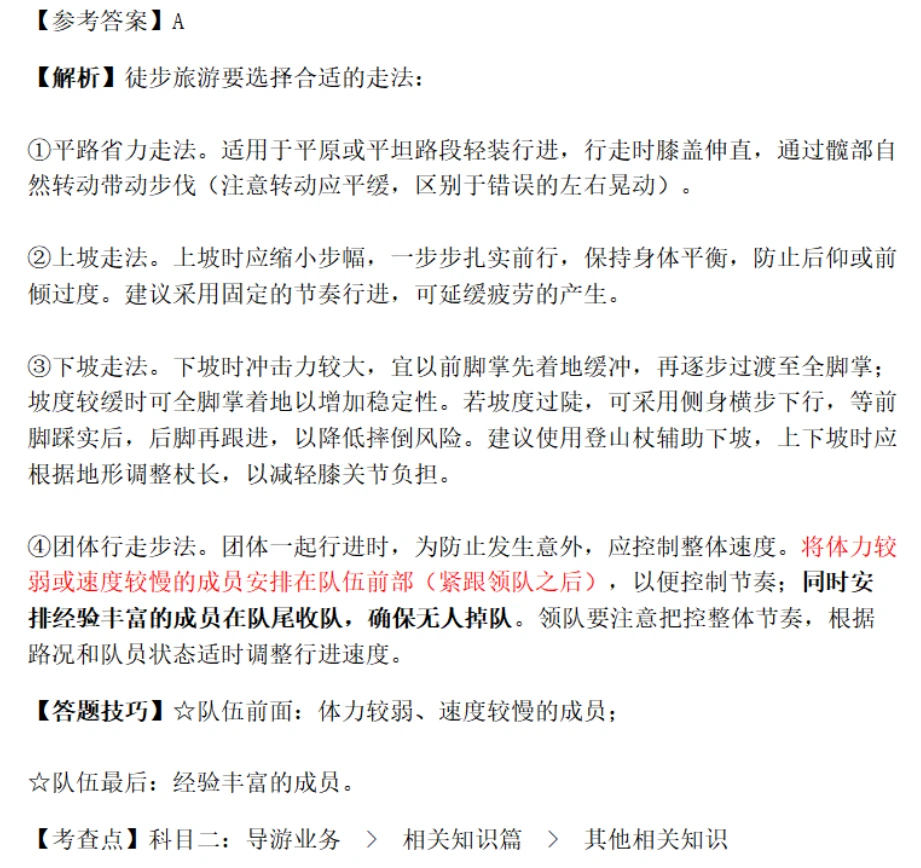 【参考答案】A
【解析】徒步旅游要选择合适的走法：
①平路省力走法。适用于平原或平坦路段轻装行进，行走时膝盖伸直，通过髋部自
然转动带动步伐（注意转动应平缓，区别于错误的左右晃动）。
②上坡走法。上坡时应缩小步幅，一步步扎实前行，保持身体平衡，防止后仰或前
倾过度。建议采用固定的节奏行进，可延缓疲劳的产生。
③下坡走法。下坡时冲击力较大，宜以前脚掌先着地缓冲，再逐步过渡至全脚掌；
坡度较缓时可全脚掌着地以增加稳定性。若坡度过陡，可采用侧身横步下行，等前
脚踩实后，后脚再跟进，以降低摔倒风险。建议使用登山杖辅助下坡，上下坡时应
根据地形调整杖长，以减轻膝关节负担。
④团体行走步法。团体一起行进时，为防止发生意外，应控制整体速度。将体力较
弱或速度较慢的成员安排在队伍前部（紧跟领队之后），以便控制节奏；同时安
排经验丰富的成员在队尾收队，确保无人掉队。领队要注意把控整体节奏，根据
路况和队员状态适时调整行进速度。
【答题技巧】☆队伍前面：体力较弱、速度较慢的成员；
☆队伍最后：经验丰富的成员。
【考查点】科目二：导游业务 > 相关知识篇 > 其他相关知识